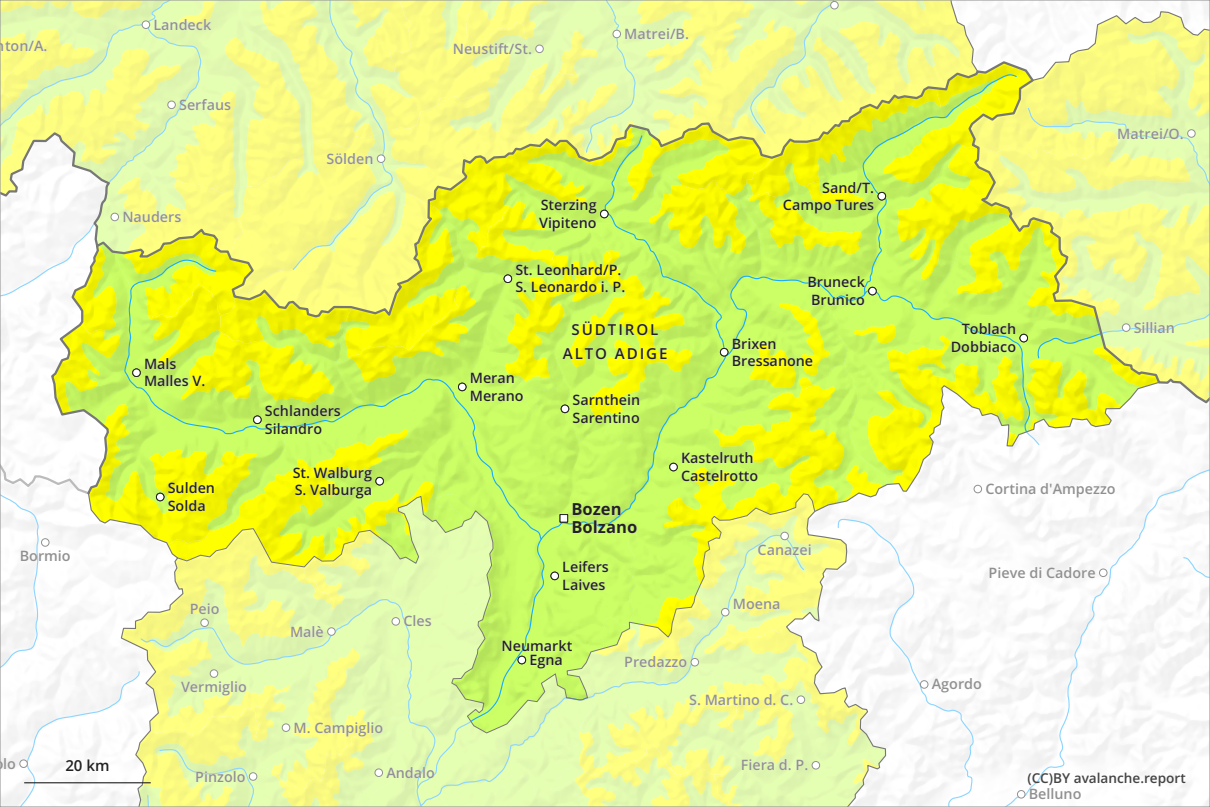 Landeck
Matrei/B.
Neustift/St.
nton/A.
Serfaus
Matrei/O.
Sölden
Sand/T.
Campo Tures
Nauders
Sterzing
Vipiteno
St. Leonhard/P.
S. Leonardo i. P.
Bruneck
Brunico
SÜDTIROL
ALTO ADIGE
Toblach
Dobbiaco
Sillian
Brixen
Bressanone
Mals
Malles V.
Meran
Merano
Sarnthein
Sarentino
Schlanders
Silandro
Kastelruth
Castelrotto
St. Walburg
S. Valburga
Sulden
Solda
Cortina d'Ampezzo
Bozen
Bolzano
Bormio
Canazei
Leifers
Laives
Pieve di Cadore
Peio
Moena
Malè
Cles
Neumarkt
Egna
Predazzo
Vermiglio
Agordo
S. Martino d. C.
M. Campiglio
20 km
olo
Pinzolo
Andalo
Fiera d. P.
(CC)BY avalanche.report
Belluno